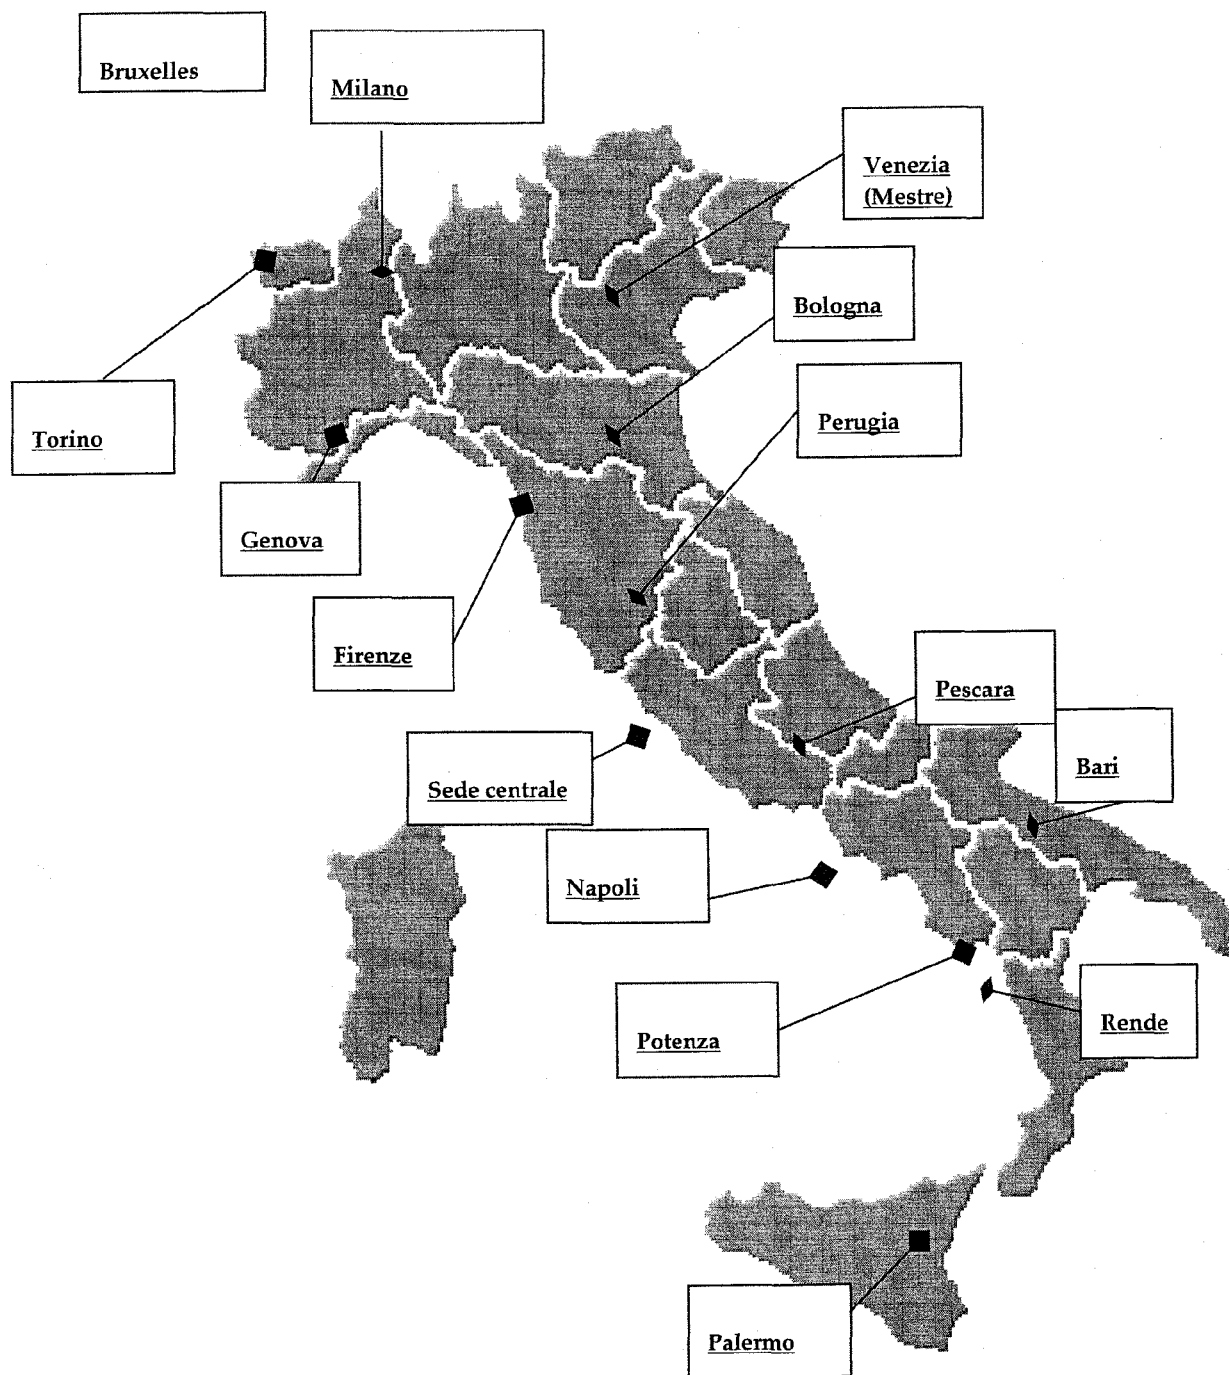 Bruxelles
Milano
Venezia
(Mestre)
Bologna
Perugia
Torino
Genova
Firenze
Pescara
Bari
Sede centrale
Napoli
Potenza
Rende
Palermo